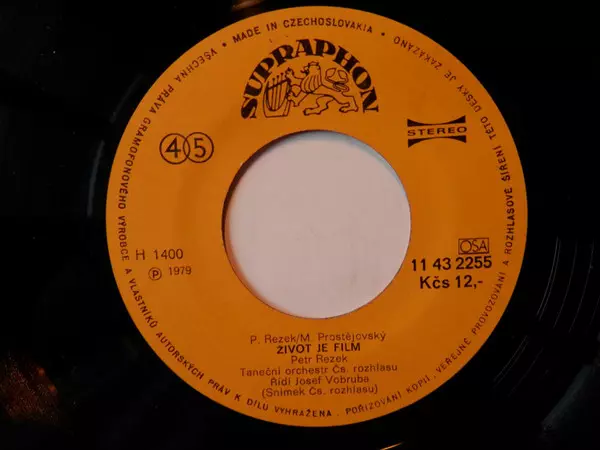 VŠECHNA PRÁVA GRAMOFONOVÉHO VÝROBCE A VLASTNÍKŮ AUTORSKÝCH PRÁV K DÍLU VYHRAŽENA. POŘIZOVÁNÍ KOPIÍ, VEŘEJNÉ PROVOZOVÁNÍ A ROZHLASOVÉ ŠÍŘENÍ TÉTO DESKY JE ZAKÁZÁNO • MADE IN CZECHOSLOVAKIA •
SUPRAPHON
45
STEREO
H 1400
Ⓟ 1979
OSA
11 43 2255
Kčs 12,-
P. Rezek/M. Prostějovský
ŽIVOT JE FILM
Petr Rezek
Taneční orchestr Čs. rozhlasu
Řídí Josef Vobruba
(Snímek Čs. rozhlasu)